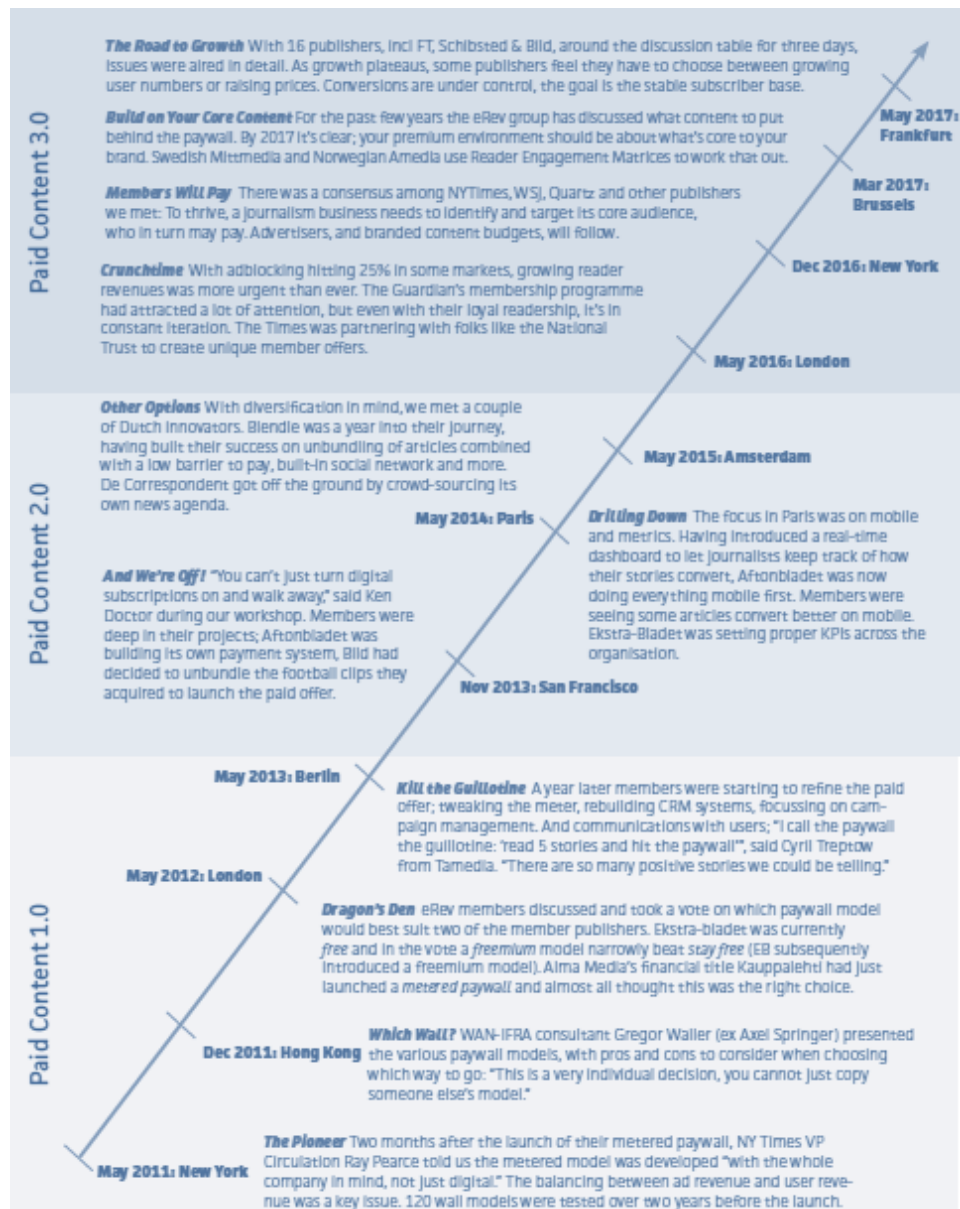 Paid Content 3.0
The Road to Growth With 16 publishers, incl FT, Schibsted & Bild, around the discussion table for three days,
issues were aired in detail. As growth plateaus, some publishers feel they have to choose between growing
user numbers or raising prices. Conversions are under control, the goal is the stable subscriber base.
May 2017:
Frankfurt
Build on Your Core Content For the past few years the eRev group has discussed what content to put
behind the paywall. By 2017 it's clear; your premium environment should be about what's core to your
brand. Swedish Mittmedia and Norwegian Amedia use Reader Engagement Matrices to work that out.
Mar 2017:
Brussels
Members Will Pay There was a consensus among NYTimes, WSJ, Quartz and other publishers
we met: To thrive, a journalism business needs to identify and target its core audience,
who in turn may pay. Advertisers, and branded content budgets, will follow.
Dec 2016: New York
Crunchtime With adblocking hitting 25% in some markets, growing reader
revenues was more urgent than ever. The Guardian's membership programme
had attracted a lot of attention, but even with their loyal readership, it's in
constant iteration. The Times was partnering with folks like the National
Trust to create unique member offers.
May 2016: London
Paid Content 2.0
Other Options With diversification in mind, we met a couple
of Dutch innovators. Blendle was a year into their journey,
having built their success on unbundling of articles combined
with a low barrier to pay, built-in social network and more.
De Correspondent got off the ground by crowd-sourcing its
own news agenda.
May 2015: Amsterdam
May 2014: Paris
Drilling Down The focus in Paris was on mobile
and metrics. Having introduced a real-time
dashboard to let journalists keep track of how
their stories convert, Aftonbladet was now
doing everything mobile first. Members were
seeing some articles convert better on mobile.
Ekstra-Bladet was setting proper KPIs across the
organisation.
And We're Off! "You can't just turn digital
subscriptions on and walk away," said Ken
Doctor during our workshop. Members were
deep in their projects; Aftonbladet was
building its own payment system, Bild had
decided to unbundle the football clips they
acquired to launch the paid offer.
Nov 2013: San Francisco
Paid Content 1.0
May 2013: Berlin
Kill the Guillotine A year later members were starting to refine the paid
offer; tweaking the meter, rebuilding CRM systems, focussing on cam-
paign management. And communications with users; "I call the paywall
the guillotine: 'read 5 stories and hit the paywall'", said Cyril Treptow
from Tamedia. "There are so many positive stories we could be telling."
May 2012: London
Dragon's Den eRev members discussed and took a vote on which paywall model
would best suit two of the member publishers. Ekstra-bladet was currently
free and in the vote a freemium model narrowly beat stay free (EB subsequently
introduced a freemium model). Alma Media's financial title Kauppalehti had just
launched a metered paywall and almost all thought this was the right choice.
Dec 2011: Hong Kong
Which Wall? WAN-IFRA consultant Gregor Waller (ex Axel Springer) presented
the various paywall models, with pros and cons to consider when choosing
which way to go: "This is a very individual decision, you cannot just copy
someone else's model."
May 2011: New York
The Pioneer Two months after the launch of their metered paywall, NY Times VP
Circulation Ray Pearce told us the metered model was developed "with the whole
company in mind, not just digital." The balancing between ad revenue and user reve-
nue was a key issue. 120 wall models were tested over two years before the launch.